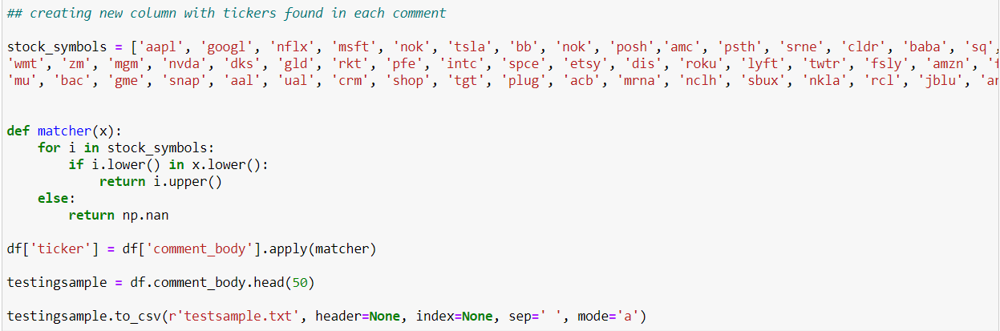 ## creating new column with tickers found in each comment
stock_symbols = ['aapl', 'googl', 'nflx', 'msft', 'nok', 'tsla', 'bb', 'nok', 'posh','amc', 'psth', 'srne', 'cldr', 'baba', 'sq',
'wmt', 'zm', 'mgm', 'nvda', 'dks', 'gld', 'rkt', 'pfe', 'intc', 'spce', 'etsy', 'dis', 'roku', 'lyft', 'twtr', 'fsly', 'amzn',
'mu', 'bac', 'gme', 'snap', 'aal', 'ual', 'crm', 'shop', 'tgt', 'plug', 'acb', 'mrna', 'nclh', 'sbux', 'nkla', 'rcl', 'jblu',
def matcher(x):
    for i in stock_symbols:
        if i.lower() in x.lower():
            return i.upper()
    else:
        return np.nan
df['ticker'] = df['comment_body'].apply(matcher)
testingsample = df.comment_body.head(50)
testingsample.to_csv(r'testsample.txt', header=None, index=None, sep=' ', mode='a')